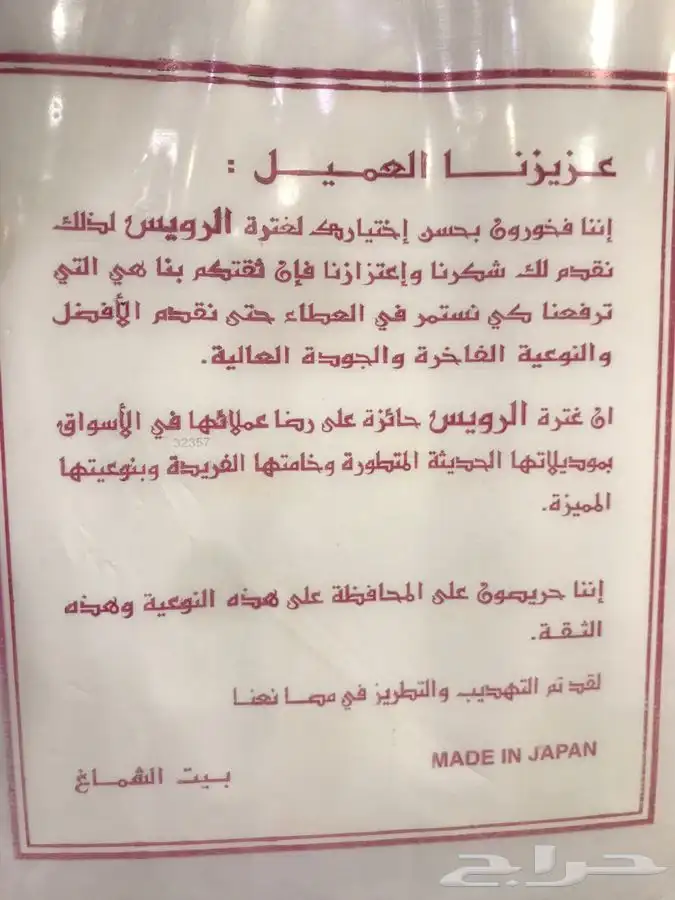 عزيزنا العميل :
إننا فخورون بحسن إختيارك لغترة الرويس لذلك
نقدم لك شكرنا وإعتزازنا فإن ثقتكم بنا هي التي
ترفعنا كي نستمر في العطاء حتى نقدم الأفضل
والنوعية الفاخرة والجودة العالية.
ان غترة الرويس حائزة على رضا عملائها في الأسواق
32357
بموديلاتها الحديثة المتطورة وخامتها الفريدة وبنوعيتها
المميزة.
إننا حريصون على المحافظة على هذه النوعية وهذه
الثقة.
لقد تم التهديب والتطريز في مصانعنا
MADE IN JAPAN
بيت الشماغ
حراج